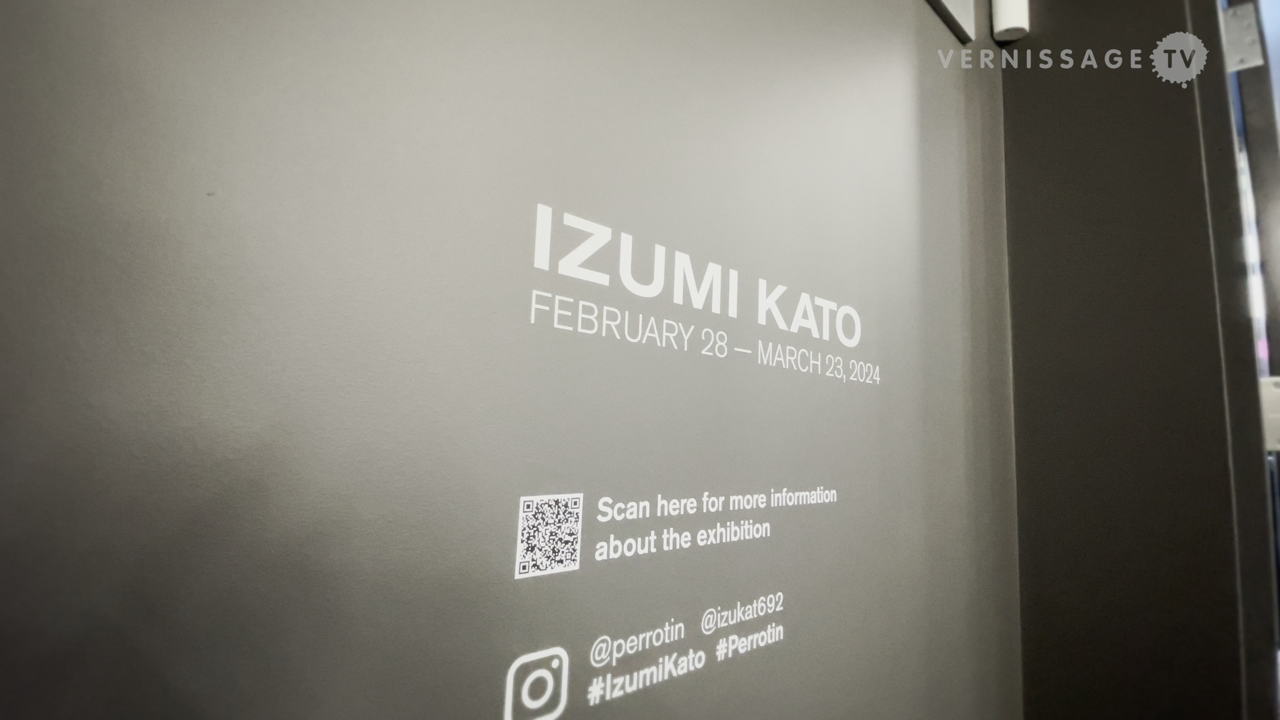 VERNISSAGE TV
IZUMI KATO
FEBRUARY 28 — MARCH 23, 2024
Scan here for more information
about the exhibition
@perrotin @izukat692
#IzumiKato #Perrotin